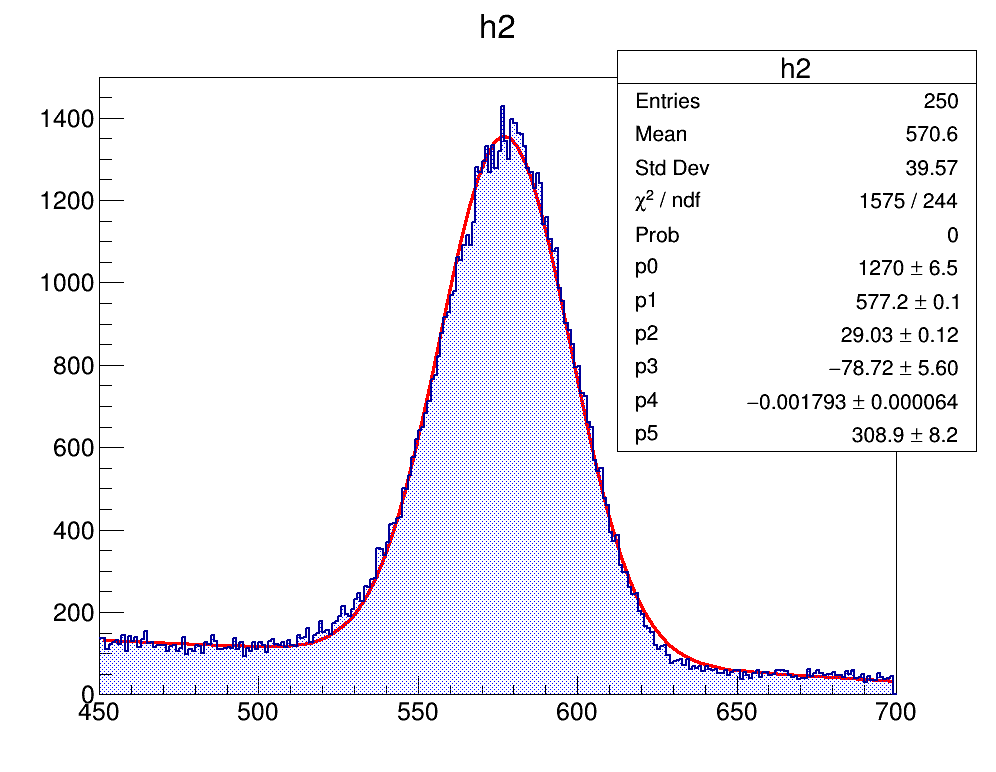 h2
h2
Entries 250
Mean 570.6
Std Dev 39.57
χ² / ndf 1575 / 244
Prob 0
p0 1270 ± 6.5
p1 577.2 ± 0.1
p2 29.03 ± 0.12
p3 −78.72 ± 5.60
p4 −0.001793 ± 0.000064
p5 308.9 ± 8.2
1400
1200
1000
800
600
400
200
0
450 500 550 600 650 700